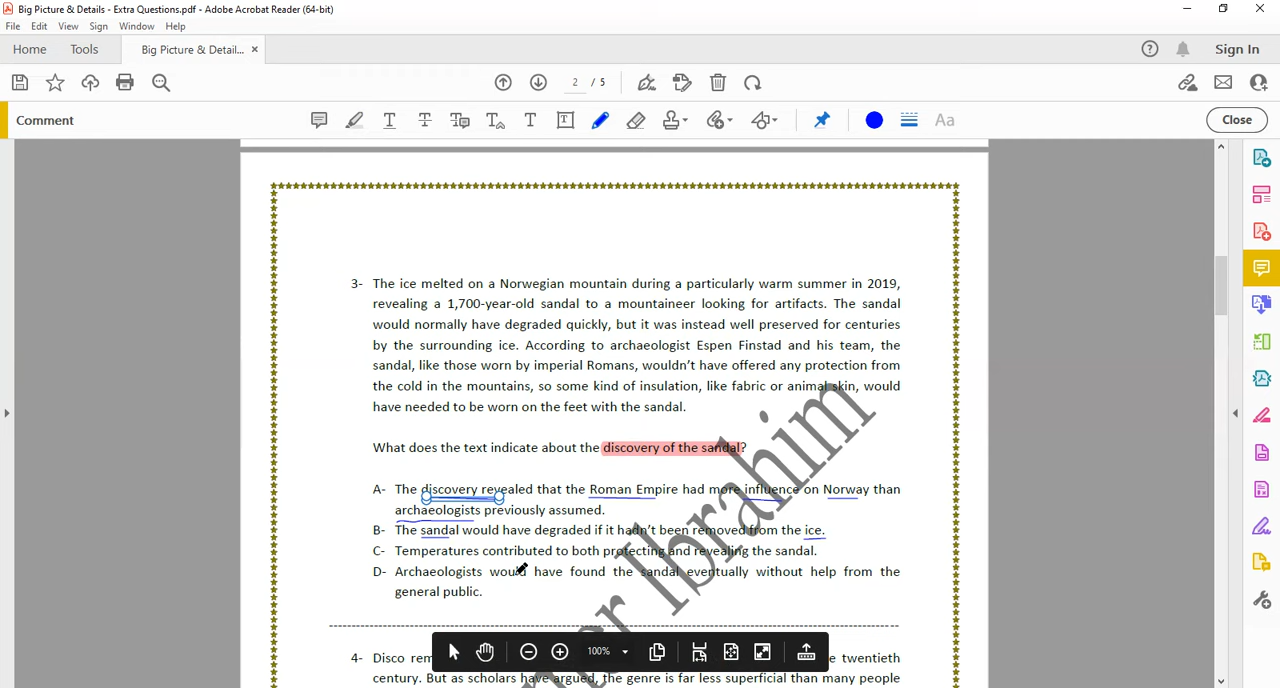 Big Picture & Details - Extra Questions.pdf - Adobe Acrobat Reader (64-bit)
File Edit View Sign Window Help
Home Tools Big Picture & Detail... × Sign In
2 / 5
Comment Aa Close
3- The ice melted on a Norwegian mountain during a particularly warm summer in 2019,
revealing a 1,700-year-old sandal to a mountaineer looking for artifacts. The sandal
would normally have degraded quickly, but it was instead well preserved for centuries
by the surrounding ice. According to archaeologist Espen Finstad and his team, the
sandal, like those worn by imperial Romans, wouldn't have offered any protection from
the cold in the mountains, so some kind of insulation, like fabric or animal skin, would
have needed to be worn on the feet with the sandal.
What does the text indicate about the discovery of the sandal?
A- The discovery revealed that the Roman Empire had more influence on Norway than
archaeologists previously assumed.
B- The sandal would have degraded if it hadn't been removed from the ice.
C- Temperatures contributed to both protecting and revealing the sandal.
D- Archaeologists would have found the sandal eventually without help from the
general public.
Ibrahim
100%
4- Disco rem e twentieth
century. But as scholars have argued, the genre is far less superficial than many people